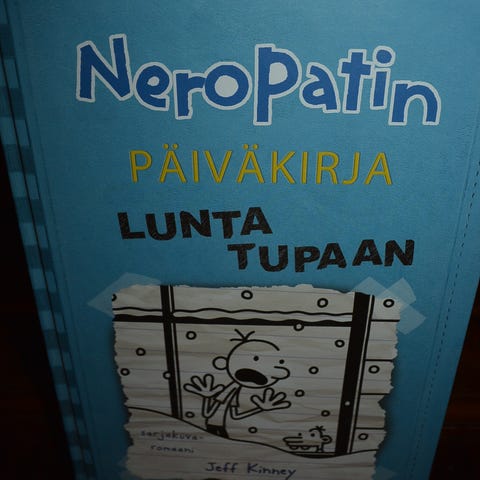 Neropatin
PÄIVÄKIRJA
LUNTA
TUPAAN
sarjakuva-
romaani
Jeff Kinney